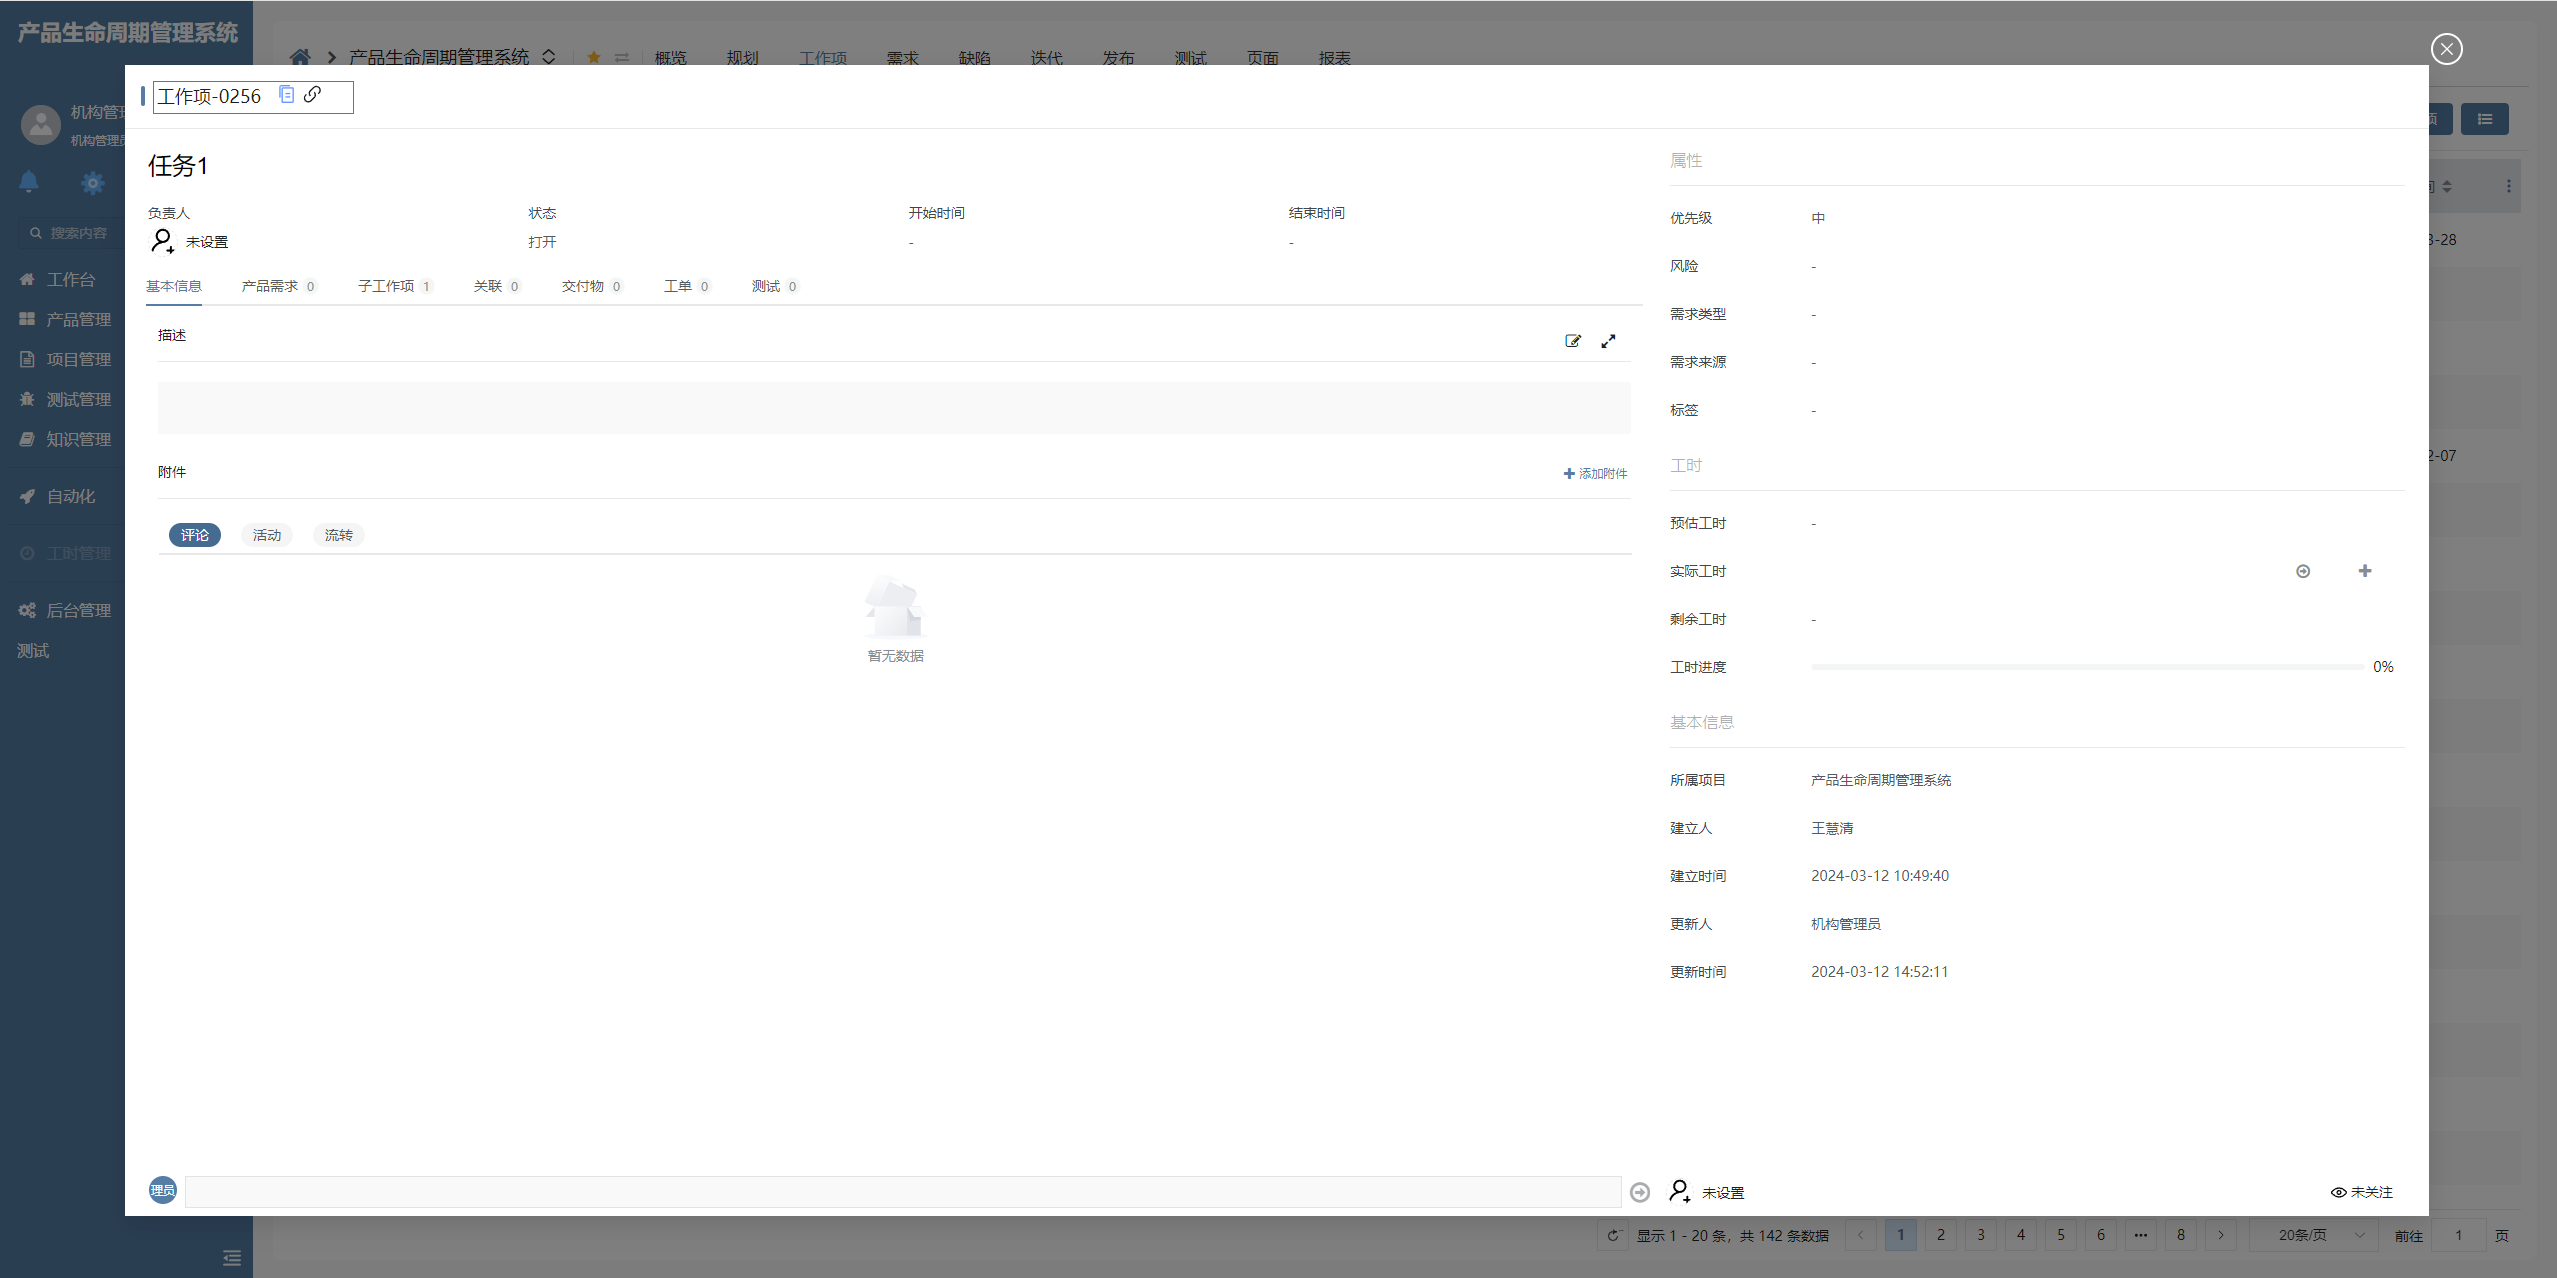 产品生命周期管理系统
产品生命周期管理系统 概览 规划 工作项 需求 缺陷 迭代 发布 测试 页面 报表
机构管理
机构管理员
搜索内容
工作台
产品管理
项目管理
测试管理
知识管理
自动化
工时管理
后台管理
测试
工作项-0256
任务1
负责人 状态 开始时间 结束时间
未设置 打开 - -
基本信息 产品需求 0 子工作项 1 关联 0 交付物 0 工单 0 测试 0
描述
附件 添加附件
评论 活动 流转
暂无数据
理员
属性
优先级 中
风险 -
需求类型 -
需求来源 -
标签 -
工时
预估工时 -
实际工时
剩余工时 -
工时进度 0%
基本信息
所属项目 产品生命周期管理系统
建立人 王慧清
建立时间 2024-03-12 10:49:40
更新人 机构管理员
更新时间 2024-03-12 14:52:11
未设置 未关注
3-28
2-07
显示 1 - 20 条，共 142 条数据 1 2 3 4 5 6 ••• 8 20条/页 前往 1 页